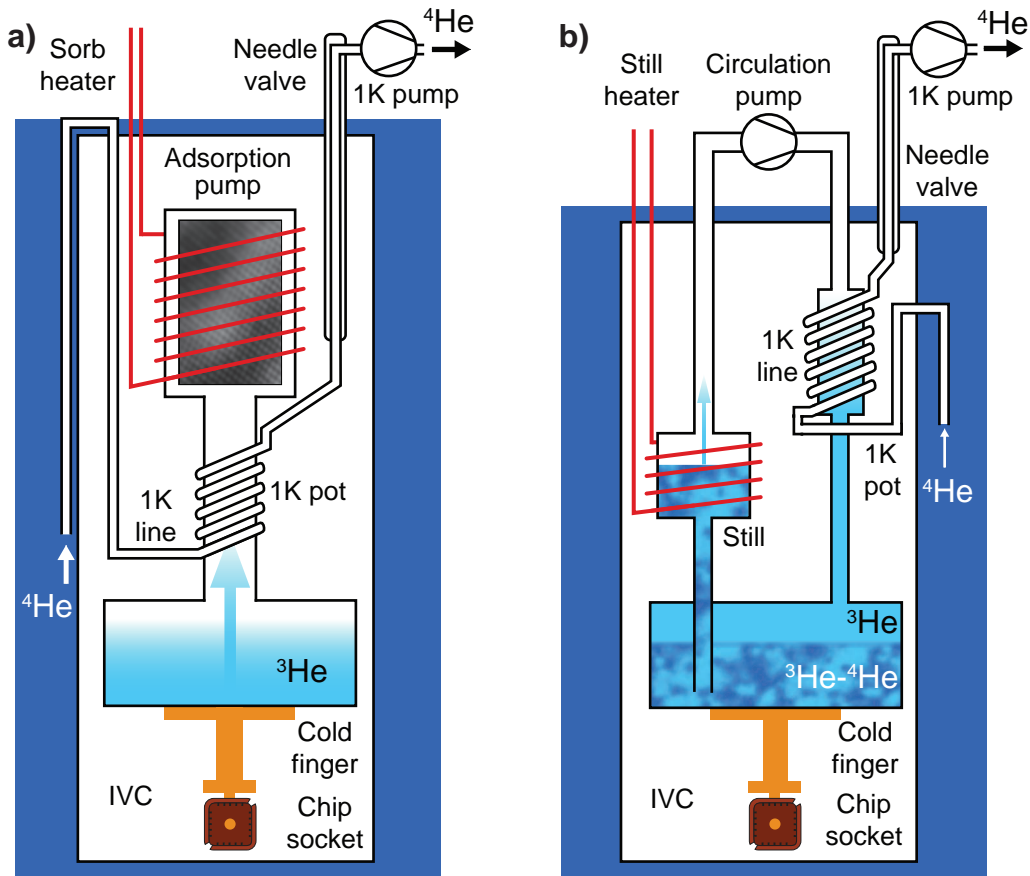 a)
Sorb
heater
Needle
valve
⁴He
1K pump
Adsorption
pump
1K
line
1K pot
⁴He
³He
Cold
finger
IVC
Chip
socket
b)
Still
heater
Circulation
pump
⁴He
1K pump
Needle
valve
1K
line
1K
pot
⁴He
Still
³He
³He-⁴He
Cold
finger
IVC
Chip
socket